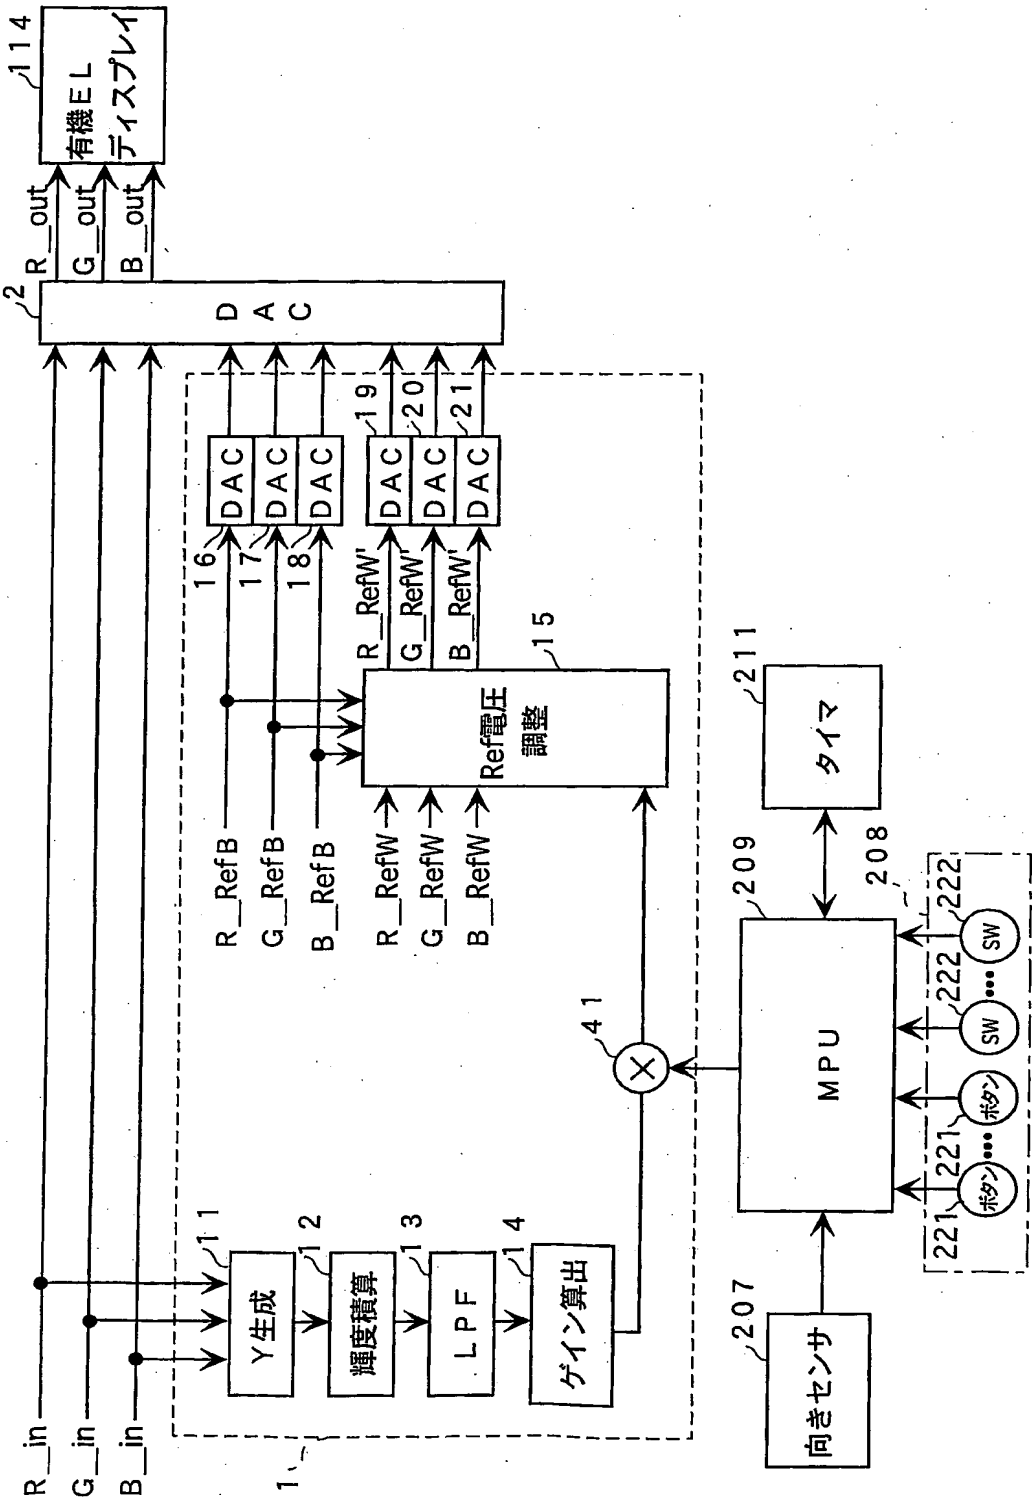 R_in
G_in
B_in
1
Y生成
11
輝度積算
12
LPF
13
ゲイン算出
14
41
R_RefB
G_RefB
B_RefB
R_RefW
G_RefW
B_RefW
Ref電圧
調整
15
R_RefW'
G_RefW'
B_RefW'
16
DAC
17
DAC
18
DAC
DAC
19
DAC
20
DAC
21
DAC
2
R_out
G_out
B_out
有機EL
ディスプレイ
114
向きセンサ
207
MPU
209
タイマ
211
208
221
ボタン
221
ボタン
•••
SW
222
SW
222
•••